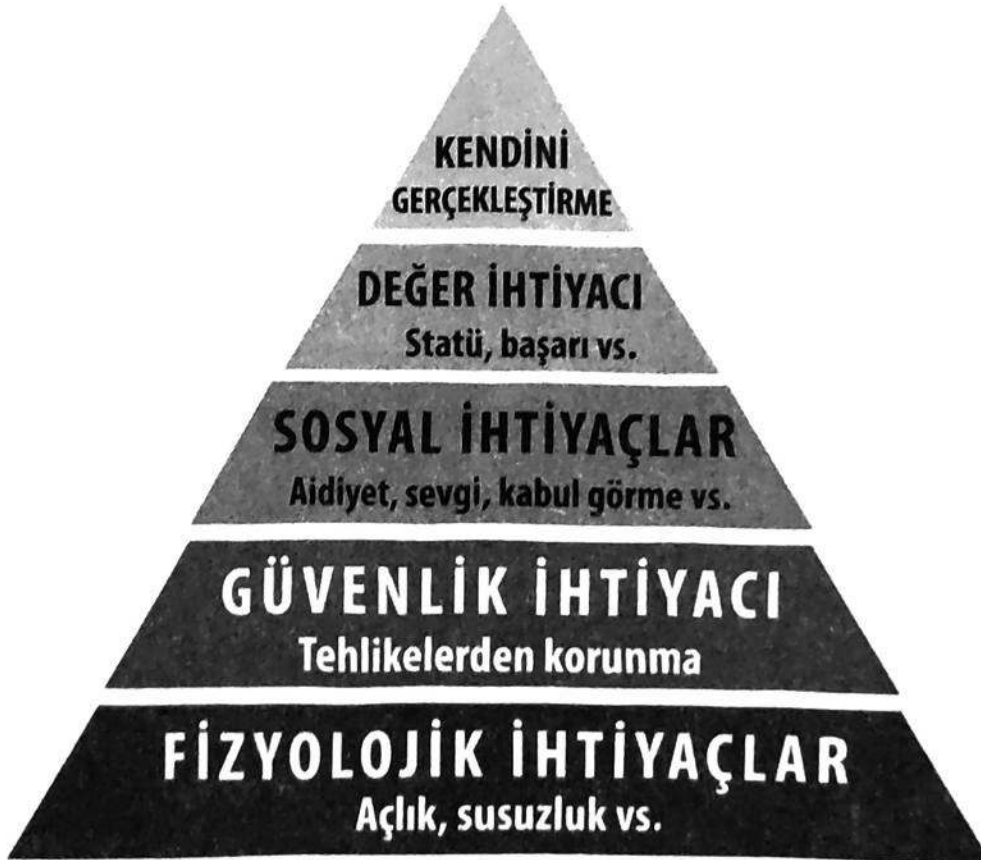 KENDİNİ
GERÇEKLEŞTİRME
DEĞER İHTİYACI
Statü, başarı vs.
SOSYAL İHTİYAÇLAR
Aidiyet, sevgi, kabul görme vs.
GÜVENLİK İHTİYACI
Tehlikelerden korunma
FİZYOLOJİK İHTİYAÇLAR
Açlık, susuzluk vs.